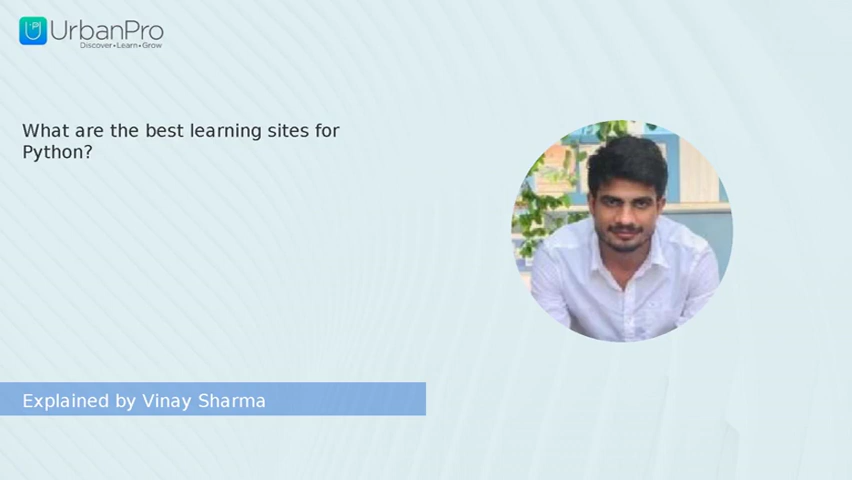 UrbanPro
Discover•Learn•Grow
What are the best learning sites for
Python?
Explained by Vinay Sharma